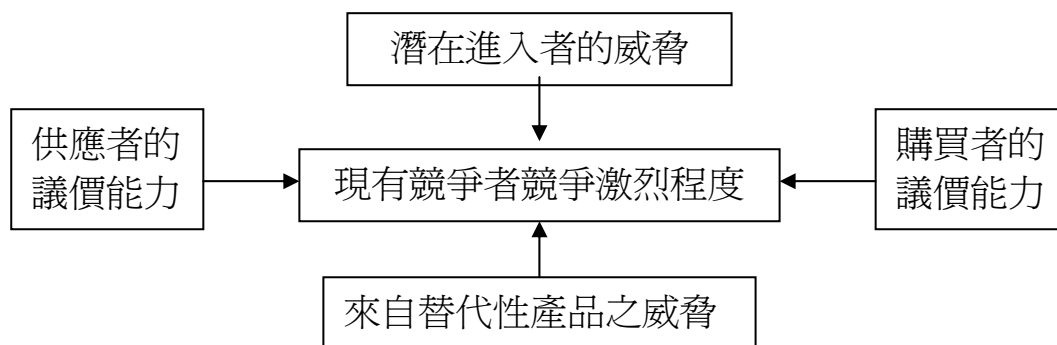 潛在進入者的威脅
供應者的
議價能力
現有競爭者競爭激烈程度
購買者的
議價能力
來自替代性產品之威脅